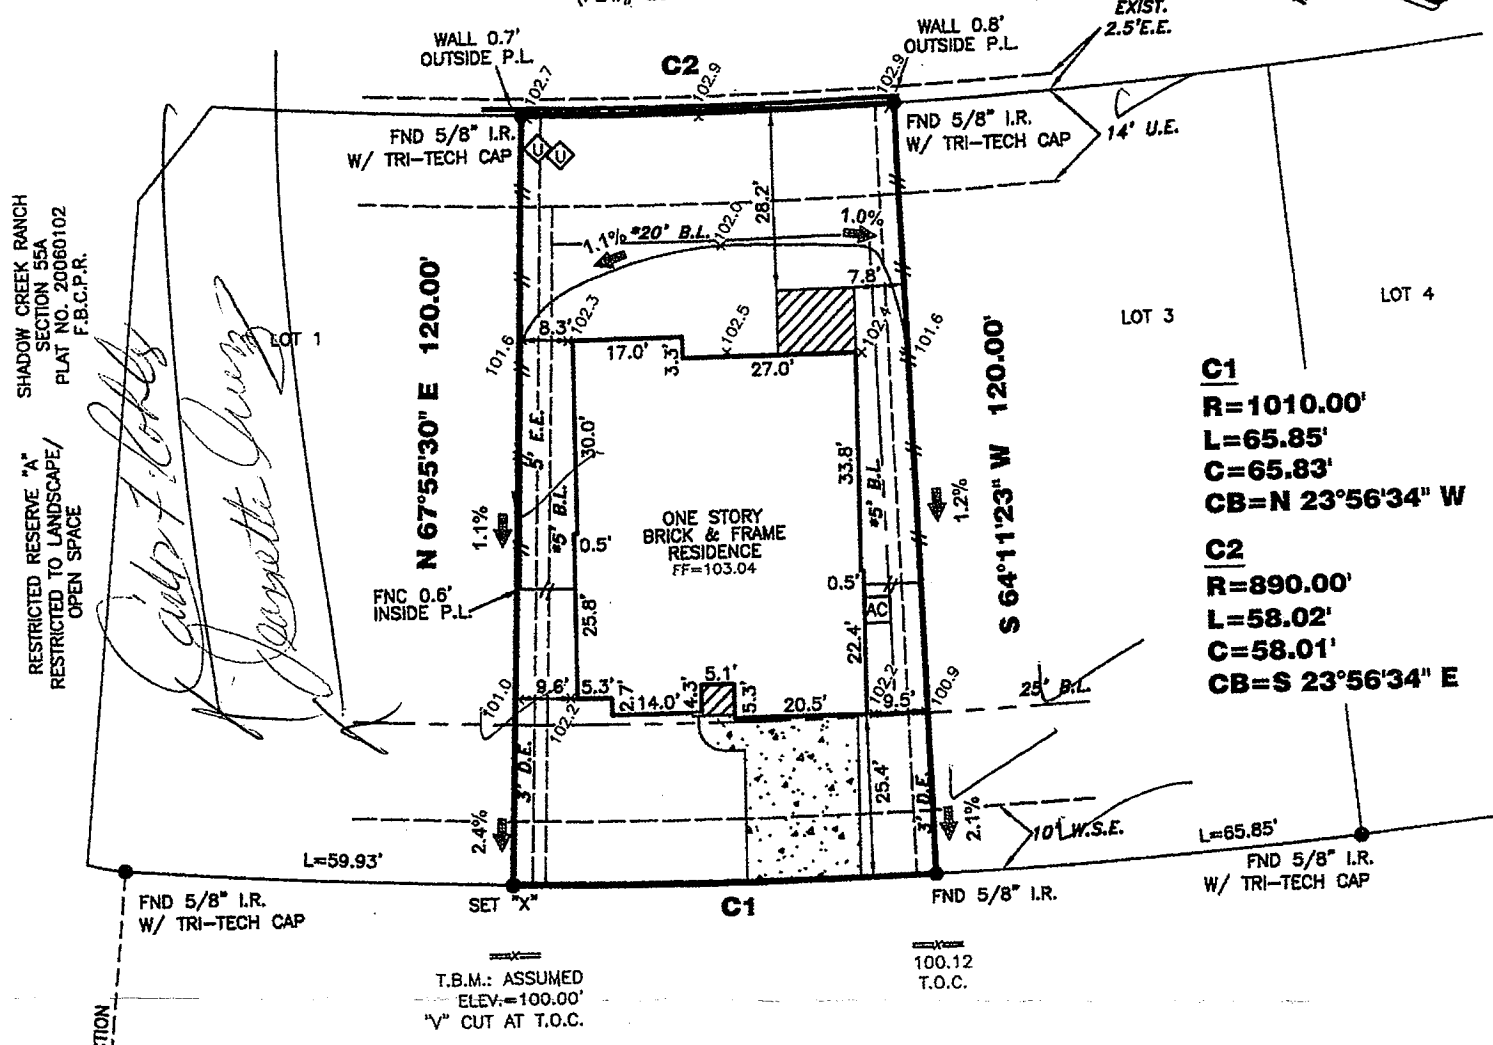 EXIST.
2.5'E.E.
WALL 0.7'
OUTSIDE P.L.
C2
WALL 0.8'
OUTSIDE P.L.
102.7
102.9
102.9
FND 5/8" I.R.
W/ TRI-TECH CAP
U
U
FND 5/8" I.R.
W/ TRI-TECH CAP
14' U.E.
28.2'
1.1%
*20' B.L.
102.0
1.0%
7.8'
SHADOW CREEK RANCH
SECTION 55A
PLAT NO. 20060102
F.B.C.P.R.
RESTRICTED RESERVE "A"
RESTRICTED TO LANDSCAPE/
OPEN SPACE
LOT 1
N 67°55'30" E 120.00'
101.6
8.3'
102.3
17.0'
3.3'
102.5
27.0'
102.4
101.6
LOT 3
LOT 4
S 64°11'23" W 120.00'
C1
R=1010.00'
L=65.85'
C=65.83'
CB=N 23°56'34" W
C2
R=890.00'
L=58.02'
C=58.01'
CB=S 23°56'34" E
5' E.E.
30.0'
*5' B.L.
33.8'
*5' B.L.
1.1%
1.2%
ONE STORY
BRICK & FRAME
RESIDENCE
FF=103.04
0.5'
0.5'
FNC 0.6'
INSIDE P.L.
25.8'
AC
22.4'
101.0
9.6'
102.2
5.3'
2.7'
14.0'
4.3'
5.1'
5.3'
20.5'
102.2
9.5'
100.9
25' B.L.
3' D.E.
25.4'
3' D.E.
2.4%
2.1%
10' W.S.E.
L=59.93'
L=65.85'
FND 5/8" I.R.
W/ TRI-TECH CAP
SET "X"
C1
FND 5/8" I.R.
FND 5/8" I.R.
W/ TRI-TECH CAP
T.B.M.: ASSUMED
ELEV.=100.00'
"V" CUT AT T.O.C.
100.12
T.O.C.